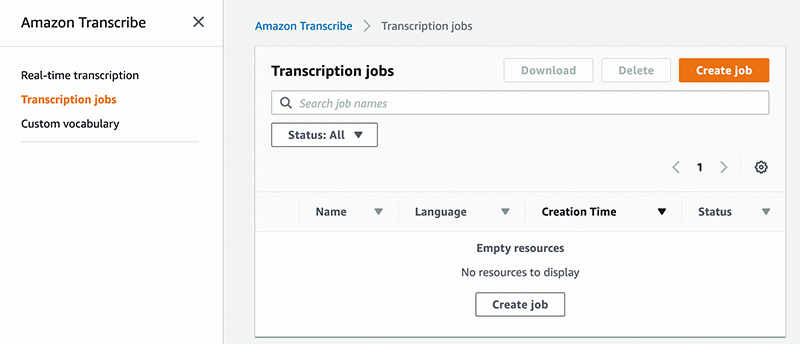 Amazon Transcribe
Real-time transcription
Transcription jobs
Custom vocabulary
Amazon Transcribe > Transcription jobs
Transcription jobs Download Delete Create job
Search job names
Status: All
1
Name Language Creation Time Status
Empty resources
No resources to display
Create job